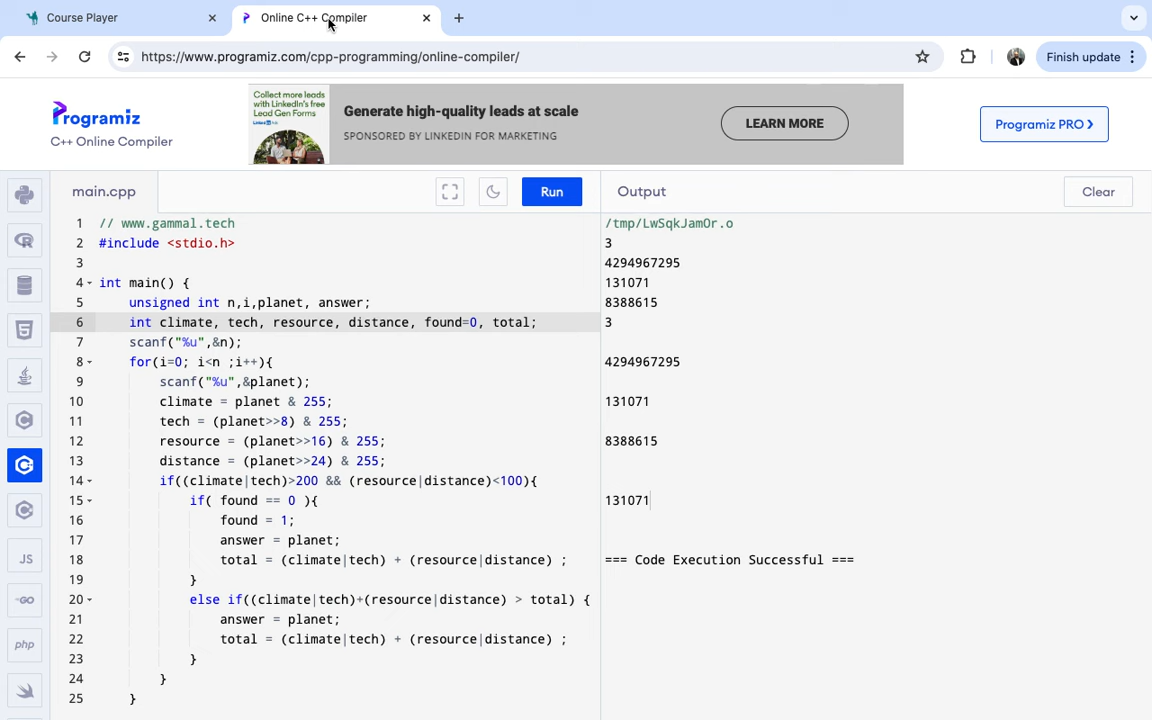 Course Player
Online C++ Compiler
https://www.programiz.com/cpp-programming/online-compiler/
Finish update
Programiz
C++ Online Compiler
Collect more leads
with LinkedIn's free
Lead Gen Forms
Generate high-quality leads at scale
SPONSORED BY LINKEDIN FOR MARKETING
LEARN MORE
Programiz PRO ❯
main.cpp
Run
Output
Clear
1 // www.gammal.tech
2 #include <stdio.h>
3
4 int main() {
5 unsigned int n,i,planet, answer;
6 int climate, tech, resource, distance, found=0, total;
7 scanf("%u",&n);
8 for(i=0; i<n ;i++){
9 scanf("%u",&planet);
10 climate = planet & 255;
11 tech = (planet>>8) & 255;
12 resource = (planet>>16) & 255;
13 distance = (planet>>24) & 255;
14 if((climate|tech)>200 && (resource|distance)<100){
15 if( found == 0 ){
16 found = 1;
17 answer = planet;
18 total = (climate|tech) + (resource|distance) ;
19 }
20 else if((climate|tech)+(resource|distance) > total) {
21 answer = planet;
22 total = (climate|tech) + (resource|distance) ;
23 }
24 }
25 }
/tmp/LwSqkJamOr.o
3
4294967295
131071
8388615
3
4294967295
131071
8388615
131071
=== Code Execution Successful ===
JS
GO
php